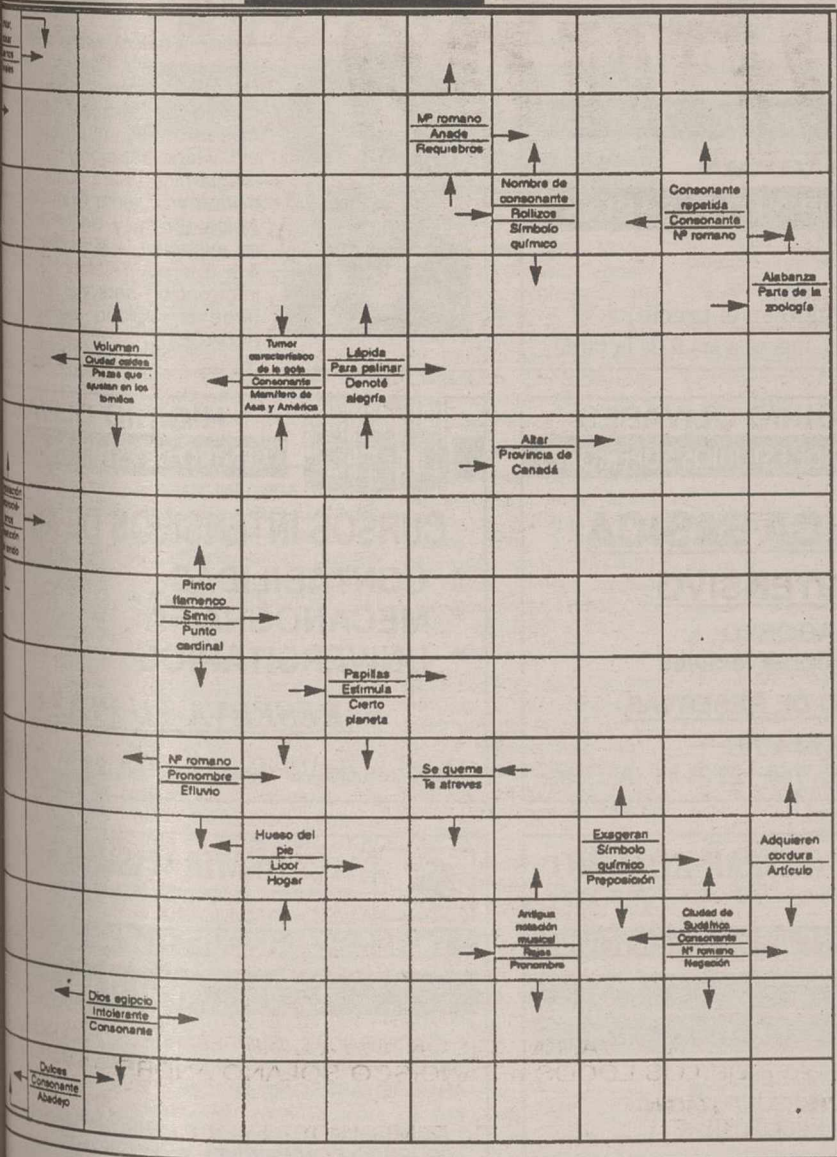 Nº romano
Anade
Requiebros
Nombre de
consonante
Rollizos
Símbolo
químico
Consonante
repetida
Consonante
Nº romano
Alabanza
Parte de la
zoología
Volumen
Ciudad caldea
Piezas que
ajustan en los
tornillos
Tumor
característico
de la gota
Consonante
Mamífero de
Asia y América
Lápida
Para patinar
Denoté
alegría
Altar
Provincia de
Canadá
Pintor
flamenco
Simio
Punto
cardinal
Papillas
Estimula
Cierto
planeta
Nº romano
Pronombre
Efluvio
Se quema
Te atreves
Hueso del
pie
Licor
Hogar
Exageran
Símbolo
químico
Preposición
Adquieren
cordura
Artículo
Antigua
notación
musical
Rajas
Pronombre
Ciudad de
Sudáfrica
Consonante
Nº romano
Negación
Dios egipcio
Intolerante
Consonante
Dulces
Consonante
Abadejo